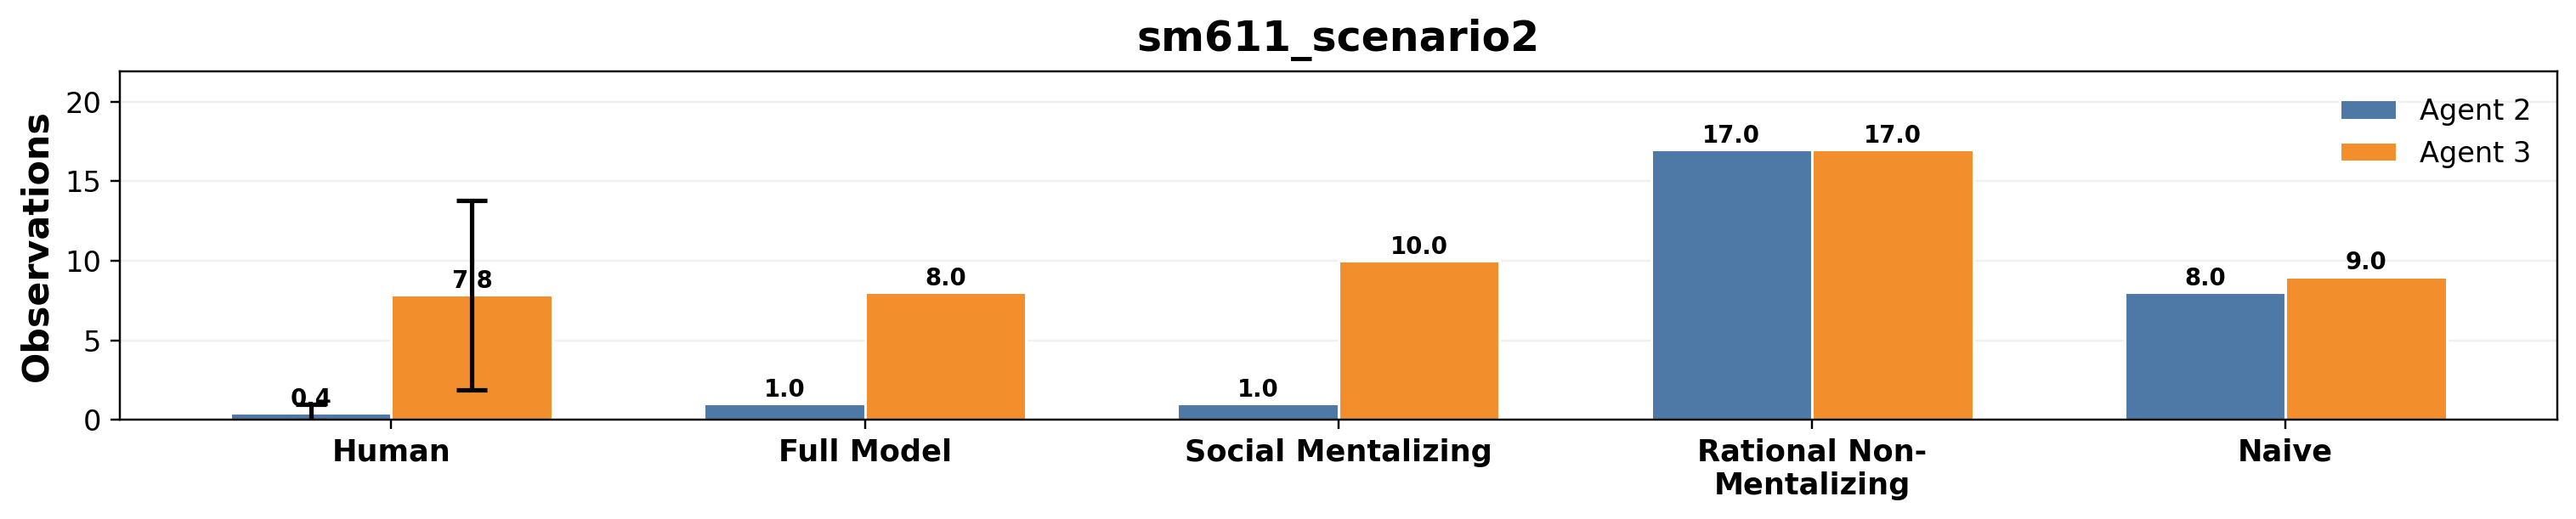 sm611_scenario2
Observations
20
15
10
5
0
Agent 2
Agent 3
0.4
7.8
1.0
8.0
1.0
10.0
17.0
17.0
8.0
9.0
Human
Full Model
Social Mentalizing
Rational Non-
Mentalizing
Naive